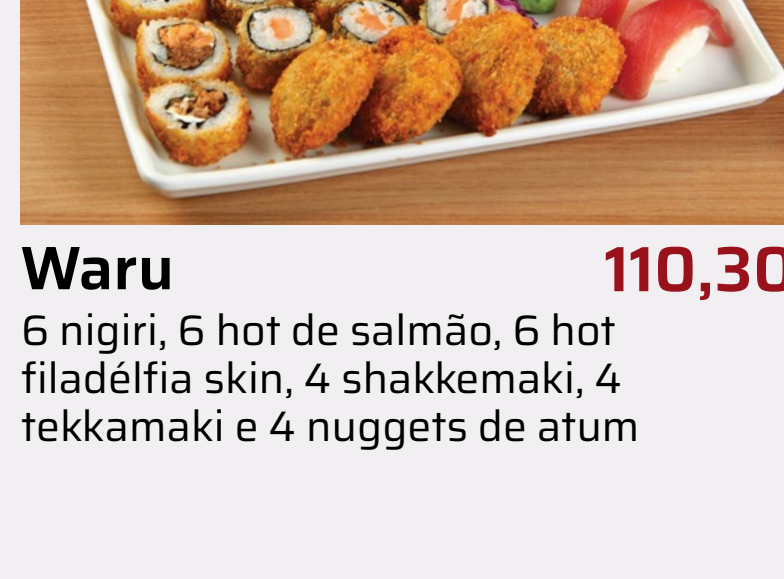 Waru 110,30
6 nigiri, 6 hot de salmão, 6 hot
filadélfia skin, 4 shakkemaki, 4
tekkamaki e 4 nuggets de atum